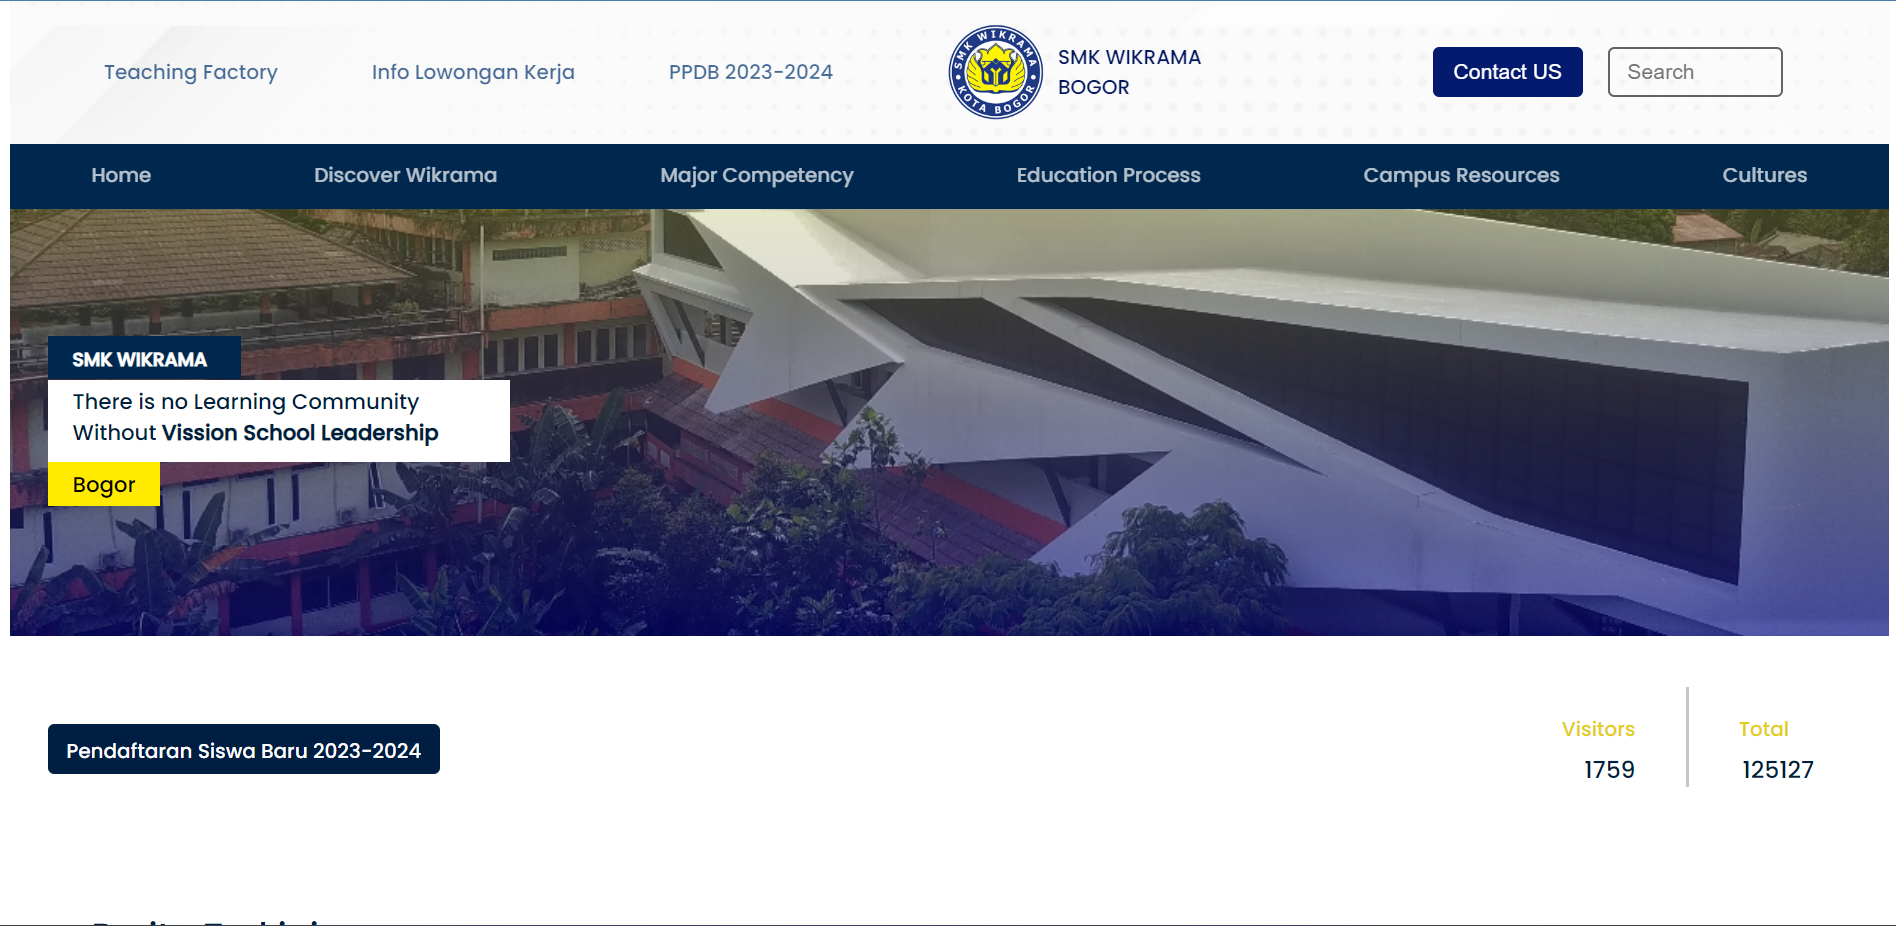 Teaching Factory
Info Lowongan Kerja
PPDB 2023-2024
SMK WIKRAMA
KOTA BOGOR
SMK WIKRAMA
BOGOR
Contact US
Search
Home
Discover Wikrama
Major Competency
Education Process
Campus Resources
Cultures
SMK WIKRAMA
There is no Learning Community
Without Vission School Leadership
Bogor
Pendaftaran Siswa Baru 2023-2024
Visitors
1759
Total
125127